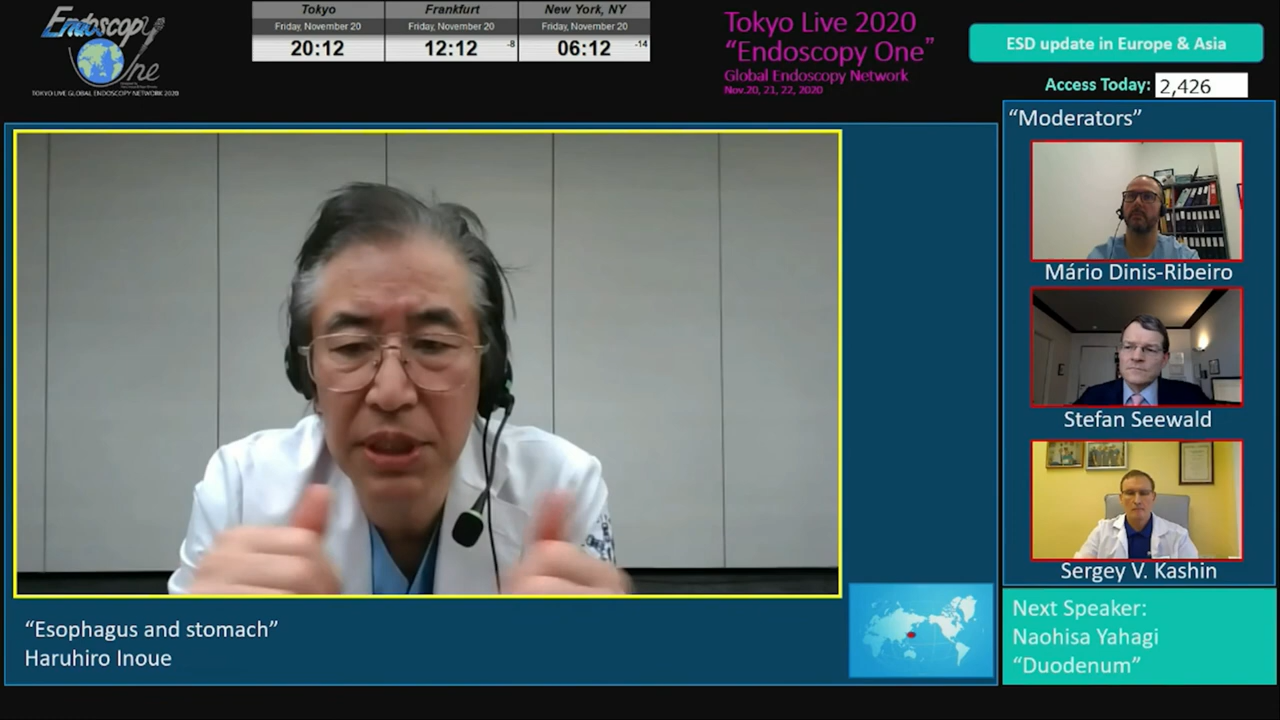 Endoscopy
One
TOKYO LIVE GLOBAL ENDOSCOPY NETWORK 2020
Tokyo
Friday, November 20
20:12
Frankfurt
Friday, November 20
12:12 -8
New York, NY
Friday, November 20
06:12 -14
Tokyo Live 2020
“Endoscopy One”
Global Endoscopy Network
Nov.20, 21, 22, 2020
ESD update in Europe & Asia
Access Today: 2,426
“Moderators”
Mário Dinis-Ribeiro
Stefan Seewald
Sergey V. Kashin
“Esophagus and stomach”
Haruhiro Inoue
Next Speaker:
Naohisa Yahagi
“Duodenum”